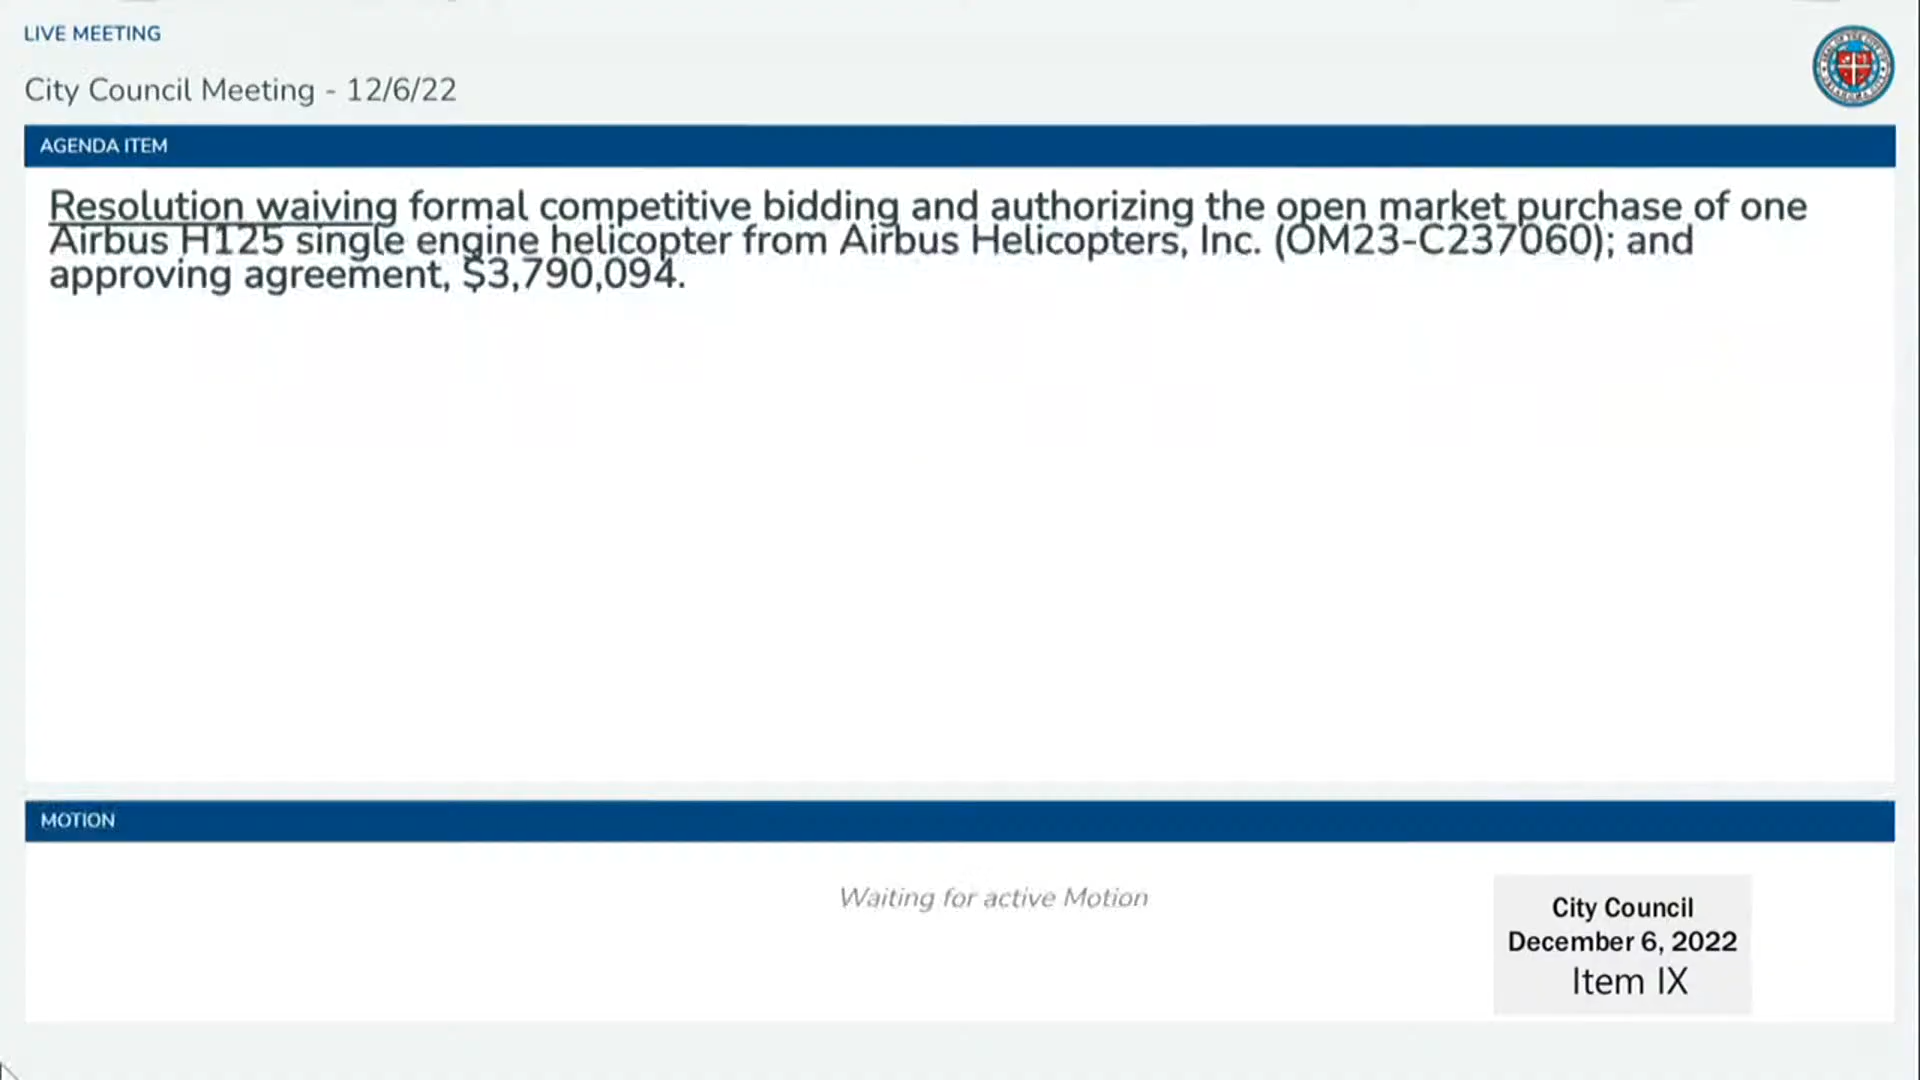 LIVE MEETING
City Council Meeting - 12/6/22
AGENDA ITEM
Resolution waiving formal competitive bidding and authorizing the open market purchase of one
Airbus H125 single engine helicopter from Airbus Helicopters, Inc. (OM23-C237060); and
approving agreement, $3,790,094.
MOTION
Waiting for active Motion
City Council
December 6, 2022
Item IX